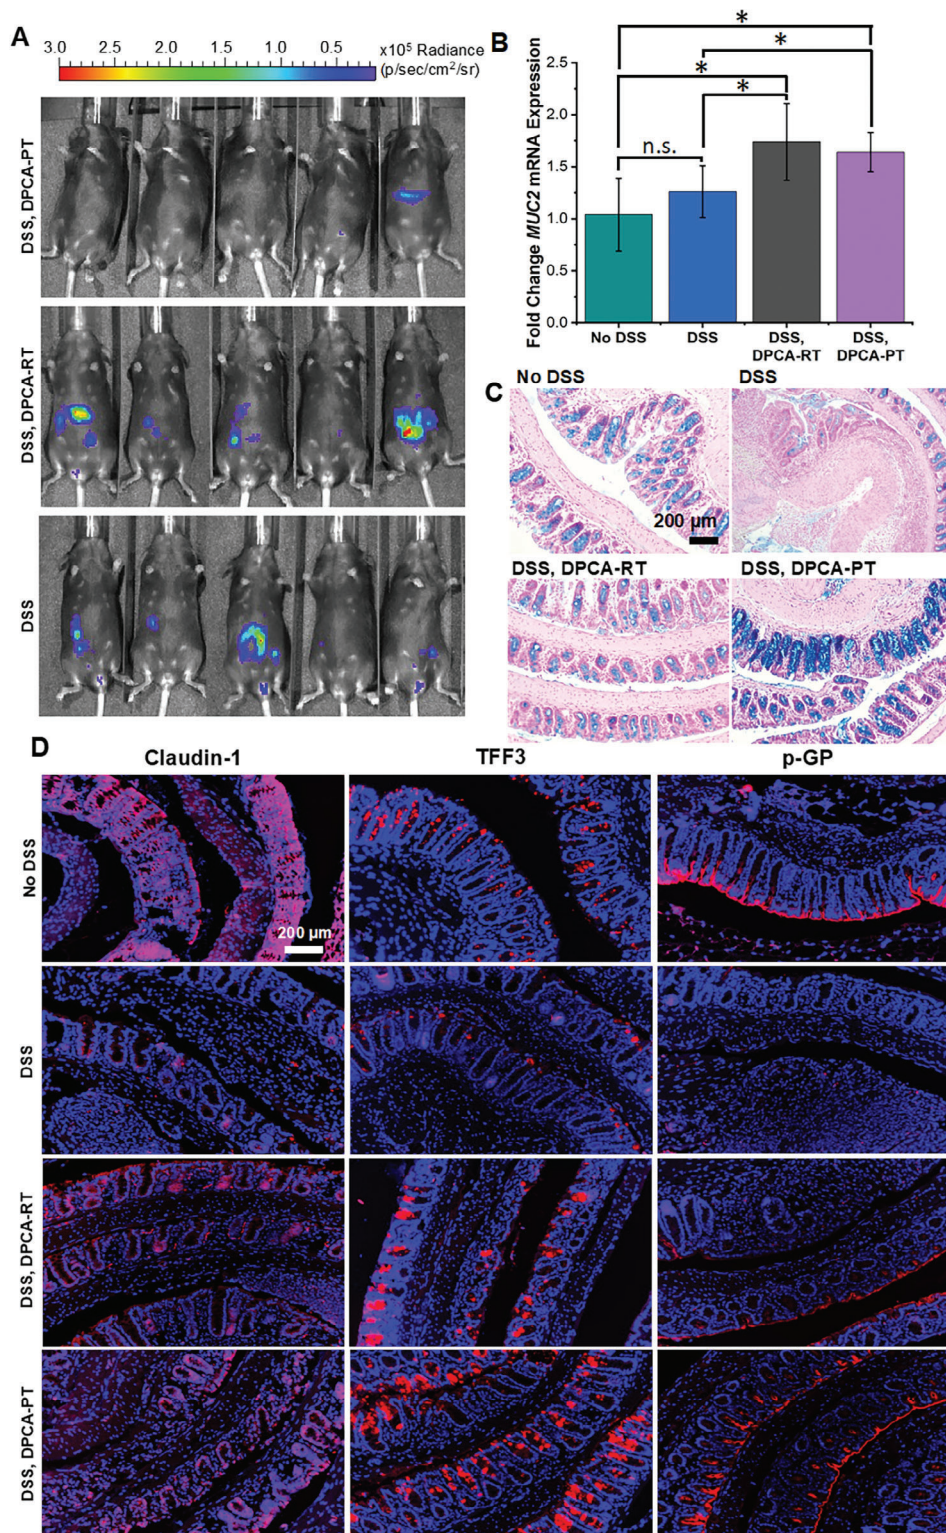 A
3.0 2.5 2.0 1.5 1.0 0.5 x10⁵ Radiance
(p/sec/cm²/sr)
DSS, DPCA-PT
DSS, DPCA-RT
DSS
B
Fold Change MUC2 mRNA Expression
2.5
2.0
1.5
1.0
0.5
0.0
*
*
*
*
n.s.
No DSS
DSS
DSS,
DPCA-RT
DSS,
DPCA-PT
C
No DSS
DSS
200 µm
DSS, DPCA-RT
DSS, DPCA-PT
D
Claudin-1
TFF3
p-GP
No DSS
200 µm
DSS
DSS, DPCA-RT
DSS, DPCA-PT